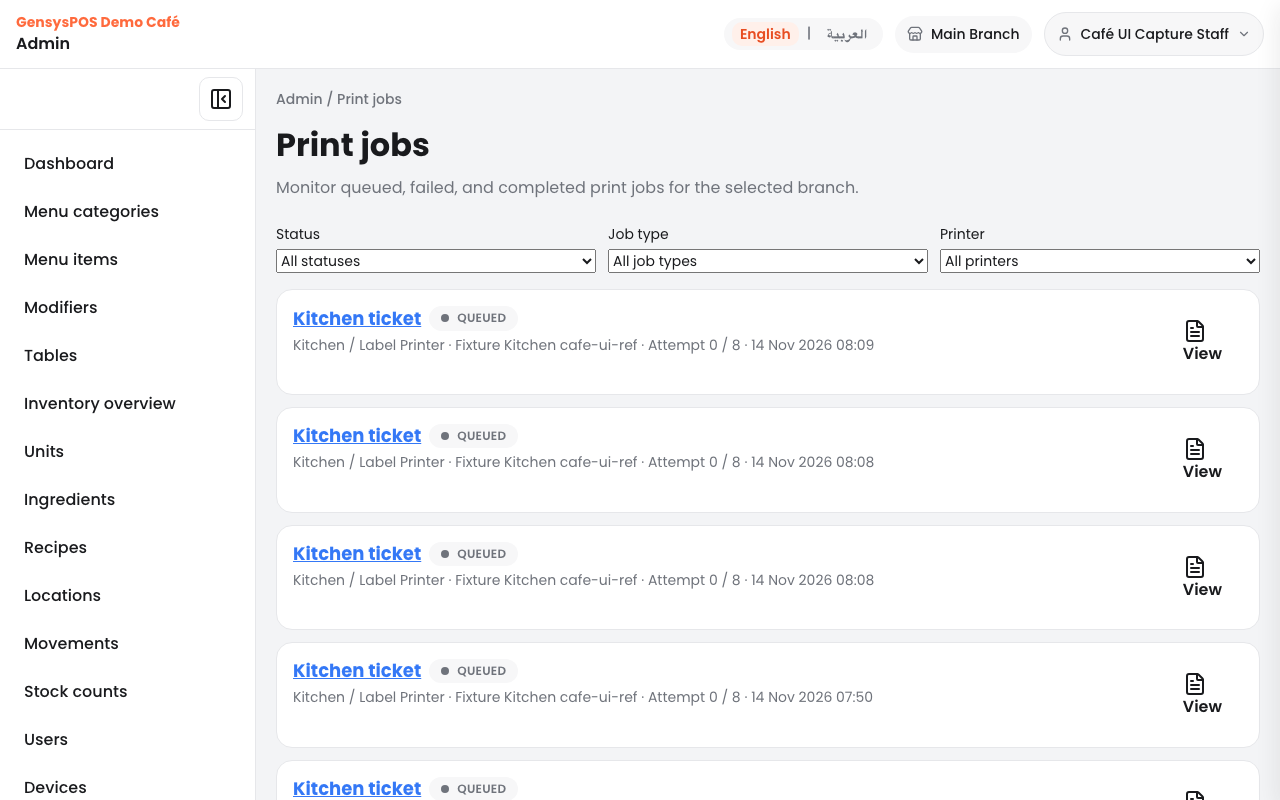 GensysPOS Demo Café
Admin
English | العربية
Main Branch
Café UI Capture Staff
Admin / Print jobs
Print jobs
Monitor queued, failed, and completed print jobs for the selected branch.
Status
Job type
Printer
All statuses
All job types
All printers
Dashboard
Menu categories
Menu items
Modifiers
Tables
Inventory overview
Units
Ingredients
Recipes
Locations
Movements
Stock counts
Users
Devices
Kitchen ticket QUEUED
Kitchen / Label Printer · Fixture Kitchen cafe-ui-ref · Attempt 0 / 8 · 14 Nov 2026 08:09
View
Kitchen ticket QUEUED
Kitchen / Label Printer · Fixture Kitchen cafe-ui-ref · Attempt 0 / 8 · 14 Nov 2026 08:08
View
Kitchen ticket QUEUED
Kitchen / Label Printer · Fixture Kitchen cafe-ui-ref · Attempt 0 / 8 · 14 Nov 2026 08:08
View
Kitchen ticket QUEUED
Kitchen / Label Printer · Fixture Kitchen cafe-ui-ref · Attempt 0 / 8 · 14 Nov 2026 07:50
View
Kitchen ticket QUEUED